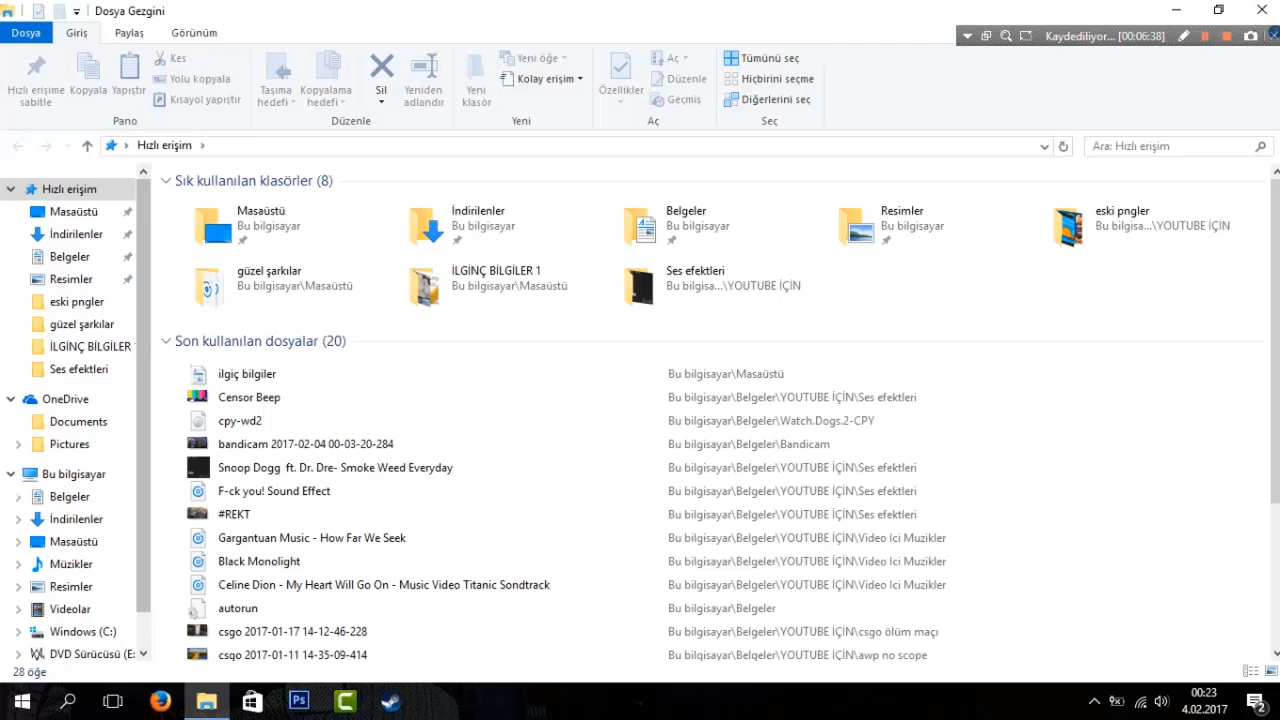 Dosya Gezgini
Dosya
Giriş
Paylaş
Görünüm
Kaydediliyor... [00:06:38]
Hızlı erişime sabitle
Kopyala
Yapıştır
Kes
Yolu kopyala
Kısayol yapıştır
Pano
Taşıma hedefi
Kopyalama hedefi
Sil
Yeniden adlandır
Düzenle
Yeni klasör
Yeni öğe
Kolay erişim
Yeni
Özellikler
Aç
Düzenle
Geçmiş
Aç
Tümünü seç
Hiçbirini seçme
Diğerlerini seç
Seç
Hızlı erişim
Ara: Hızlı erişim
Hızlı erişim
Masaüstü
İndirilenler
Belgeler
Resimler
eski pngler
güzel şarkılar
İLGİNÇ BİLGİLER
Ses efektleri
OneDrive
Documents
Pictures
Bu bilgisayar
Belgeler
İndirilenler
Masaüstü
Müzikler
Resimler
Videolar
Windows (C:)
DVD Sürücüsü (E:
Sık kullanılan klasörler (8)
Masaüstü
Bu bilgisayar
İndirilenler
Bu bilgisayar
Belgeler
Bu bilgisayar
Resimler
Bu bilgisayar
eski pngler
Bu bilgisa...\YOUTUBE İÇİN
güzel şarkılar
Bu bilgisayar\Masaüstü
İLGİNÇ BİLGİLER 1
Bu bilgisayar\Masaüstü
Ses efektleri
Bu bilgisa...\YOUTUBE İÇİN
Son kullanılan dosyalar (20)
ilgiç bilgiler Bu bilgisayar\Masaüstü
Censor Beep Bu bilgisayar\Belgeler\YOUTUBE İÇİN\Ses efektleri
cpy-wd2 Bu bilgisayar\Belgeler\Watch.Dogs.2-CPY
bandicam 2017-02-04 00-03-20-284 Bu bilgisayar\Belgeler\Bandicam
Snoop Dogg ft. Dr. Dre- Smoke Weed Everyday Bu bilgisayar\Belgeler\YOUTUBE İÇİN\Ses efektleri
F-ck you! Sound Effect Bu bilgisayar\Belgeler\YOUTUBE İÇİN\Ses efektleri
#REKT Bu bilgisayar\Belgeler\YOUTUBE İÇİN\Ses efektleri
Gargantuan Music - How Far We Seek Bu bilgisayar\Belgeler\YOUTUBE İÇİN\Video Ici Muzikler
Black Monolight Bu bilgisayar\Belgeler\YOUTUBE İÇİN\Video Ici Muzikler
Celine Dion - My Heart Will Go On - Music Video Titanic Sondtrack Bu bilgisayar\Belgeler\YOUTUBE İÇİN\Video Ici Muzikler
autorun Bu bilgisayar\Belgeler
csgo 2017-01-17 14-12-46-228 Bu bilgisayar\Belgeler\YOUTUBE İÇİN\csgo ölüm maçı
csgo 2017-01-11 14-35-09-414 Bu bilgisayar\Belgeler\YOUTUBE İÇİN\awp no scope
28 öğe
Ps
00:23
4.02.2017
2